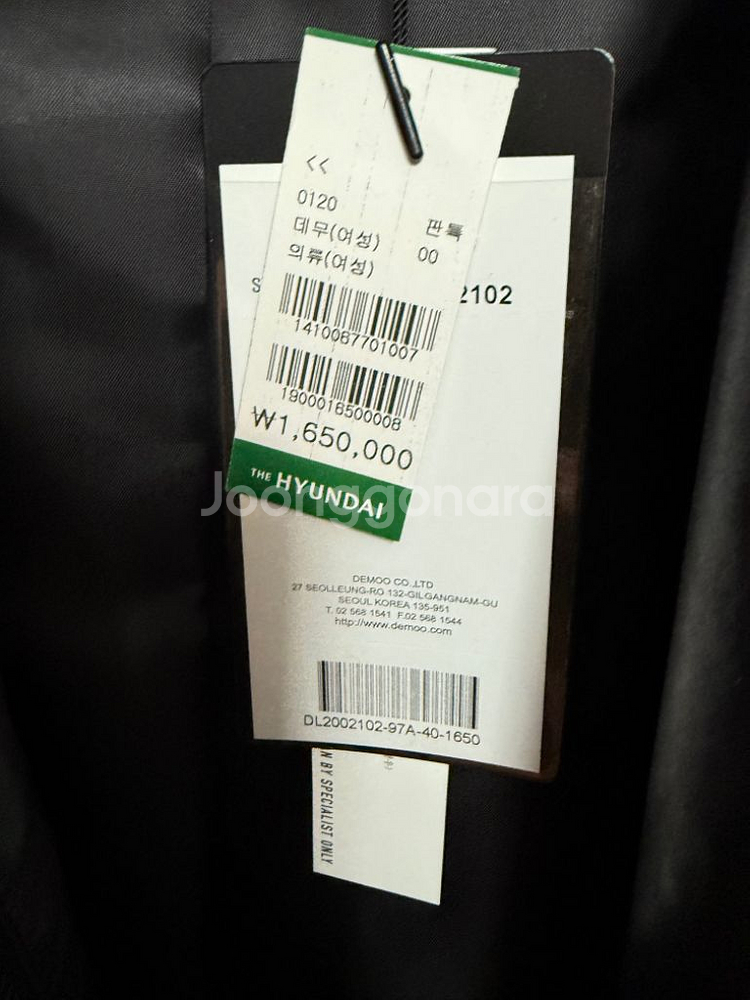 <<
0120
데무(여성) 판특
의류(여성) 00
S 2102
1410087701007
1900016500008
₩1,650,000
THE HYUNDAI
Joonggonara
DEMOO CO.,LTD
27 SEOLLEUNG-RO 132-GILGANGNAM-GU
SEOUL KOREA 135-951
T. 02 568 1541 F.02 568 1544
http://www.demoo.com
DL2002102-97A-40-1650
N BY SPECIALIST ONLY